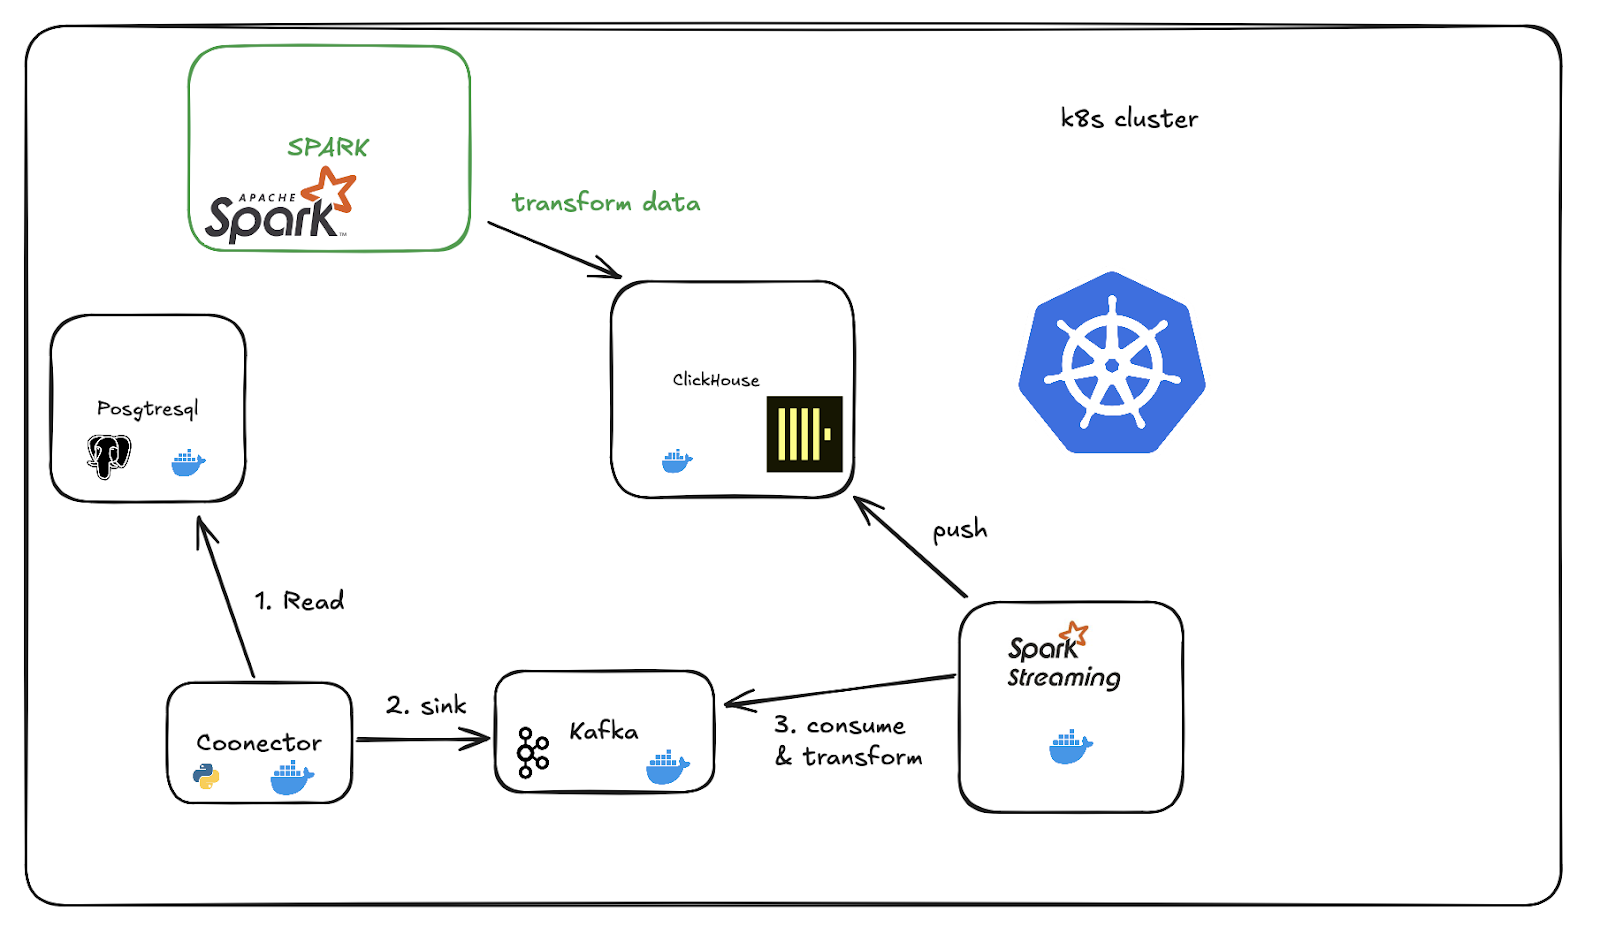 k8s cluster
SPARK
APACHE
Spark
TM
transform data
ClickHouse
Posgtresql
push
1. Read
Spark
Streaming
2. sink
Kafka
3. consume
& transform
Coonector